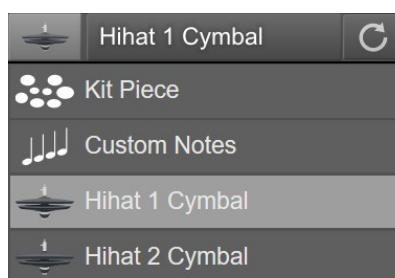 Hihat 1 Cymbal
Kit Piece
Custom Notes
Hihat 1 Cymbal
Hihat 2 Cymbal